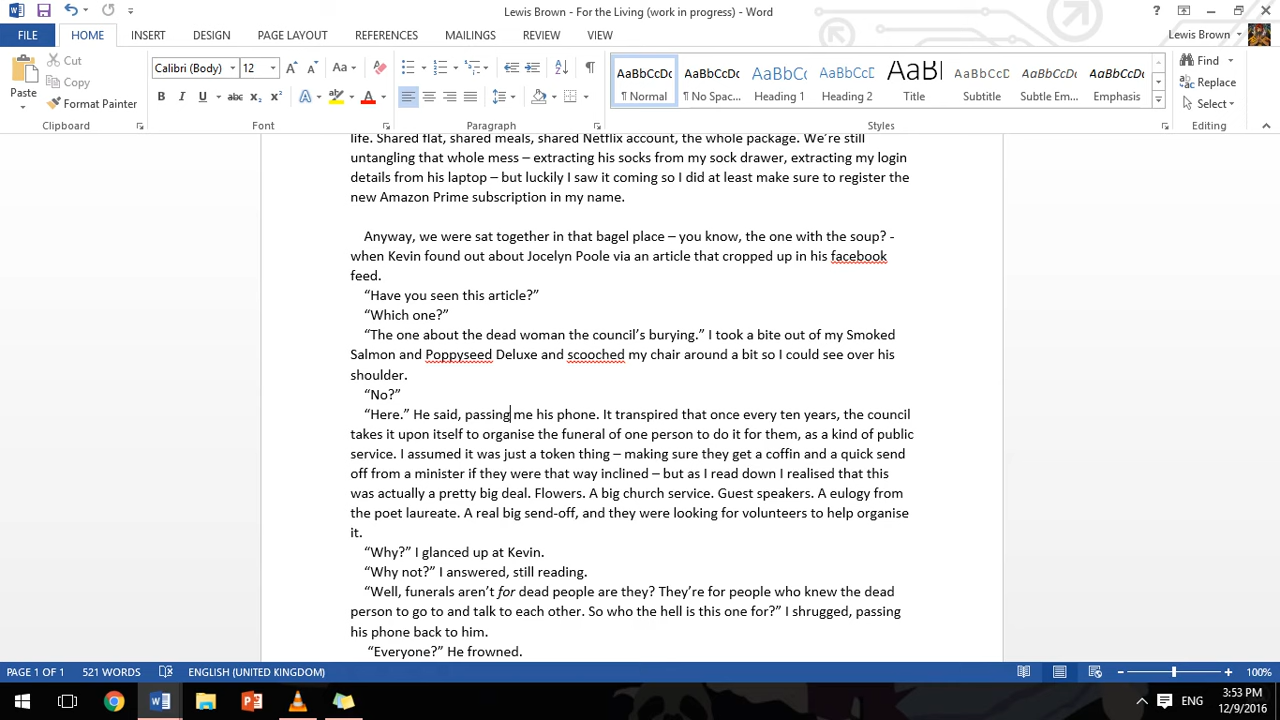 Lewis Brown - For the Living (work in progress) - Word
FILE HOME INSERT DESIGN PAGE LAYOUT REFERENCES MAILINGS REVIEW VIEW Lewis Brown
Paste
Cut
Copy
Format Painter
Clipboard
Calibri (Body) 12
Font
Paragraph
AaBbCcDc AaBbCcDc AaBbCc AaBbCcD AaBl AaBbCcD AaBbCcDc AaBbCcDc
¶ Normal ¶ No Spac... Heading 1 Heading 2 Title Subtitle Subtle Em... Emphasis
Styles
Find
Replace
Select
Editing
life. Shared flat, shared meals, shared Netflix account, the whole package. We’re still
untangling that whole mess – extracting his socks from my sock drawer, extracting my login
details from his laptop – but luckily I saw it coming so I did at least make sure to register the
new Amazon Prime subscription in my name.
Anyway, we were sat together in that bagel place – you know, the one with the soup? -
when Kevin found out about Jocelyn Poole via an article that cropped up in his facebook
feed.
“Have you seen this article?”
“Which one?”
“The one about the dead woman the council’s burying.” I took a bite out of my Smoked
Salmon and Poppyseed Deluxe and scooched my chair around a bit so I could see over his
shoulder.
“No?”
“Here.” He said, passing me his phone. It transpired that once every ten years, the council
takes it upon itself to organise the funeral of one person to do it for them, as a kind of public
service. I assumed it was just a token thing – making sure they get a coffin and a quick send
off from a minister if they were that way inclined – but as I read down I realised that this
was actually a pretty big deal. Flowers. A big church service. Guest speakers. A eulogy from
the poet laureate. A real big send-off, and they were looking for volunteers to help organise
it.
“Why?” I glanced up at Kevin.
“Why not?” I answered, still reading.
“Well, funerals aren’t for dead people are they? They’re for people who knew the dead
person to go to and talk to each other. So who the hell is this one for?” I shrugged, passing
his phone back to him.
“Everyone?” He frowned.
PAGE 1 OF 1 521 WORDS ENGLISH (UNITED KINGDOM) 100%
ENG
3:53 PM
12/9/2016